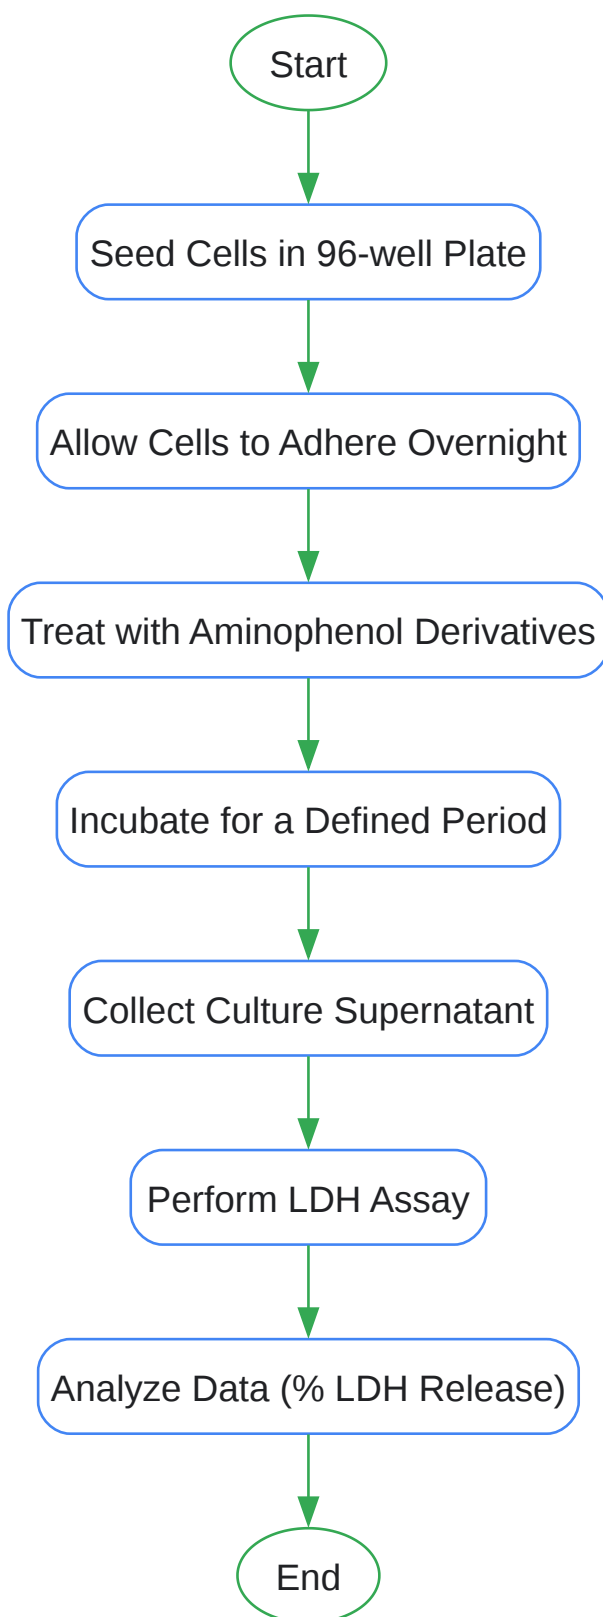 Start
Seed Cells in 96-well Plate
Allow Cells to Adhere Overnight
Treat with Aminophenol Derivatives
Incubate for a Defined Period
Collect Culture Supernatant
Perform LDH Assay
Analyze Data (% LDH Release)
End